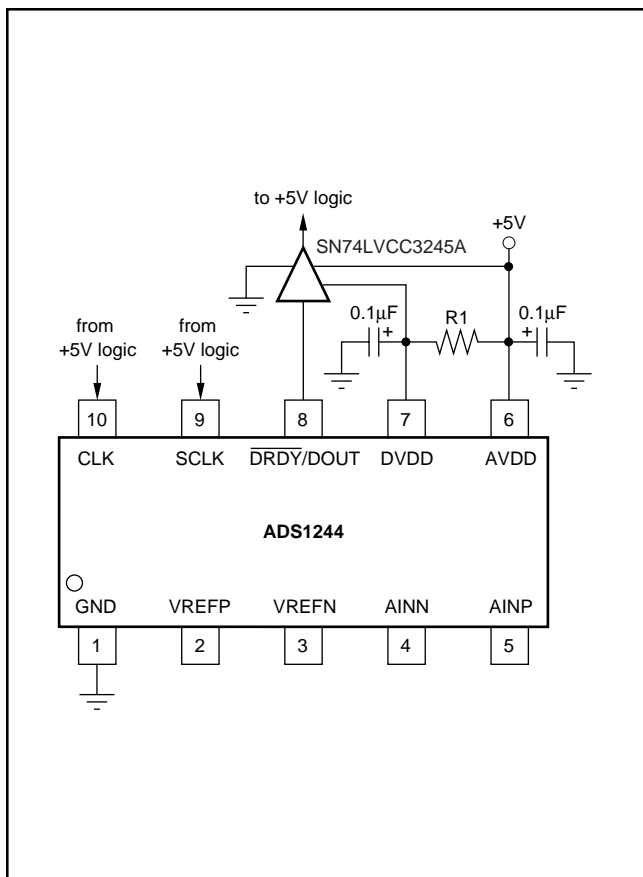 to +5V logic
+5V
SN74LVCC3245A
from
+5V logic
from
+5V logic
0.1µF
+
R1
0.1µF
+
10
9
8
7
6
CLK
SCLK
DRDY/DOUT
DVDD
AVDD
ADS1244
GND
VREFP
VREFN
AINN
AINP
1
2
3
4
5